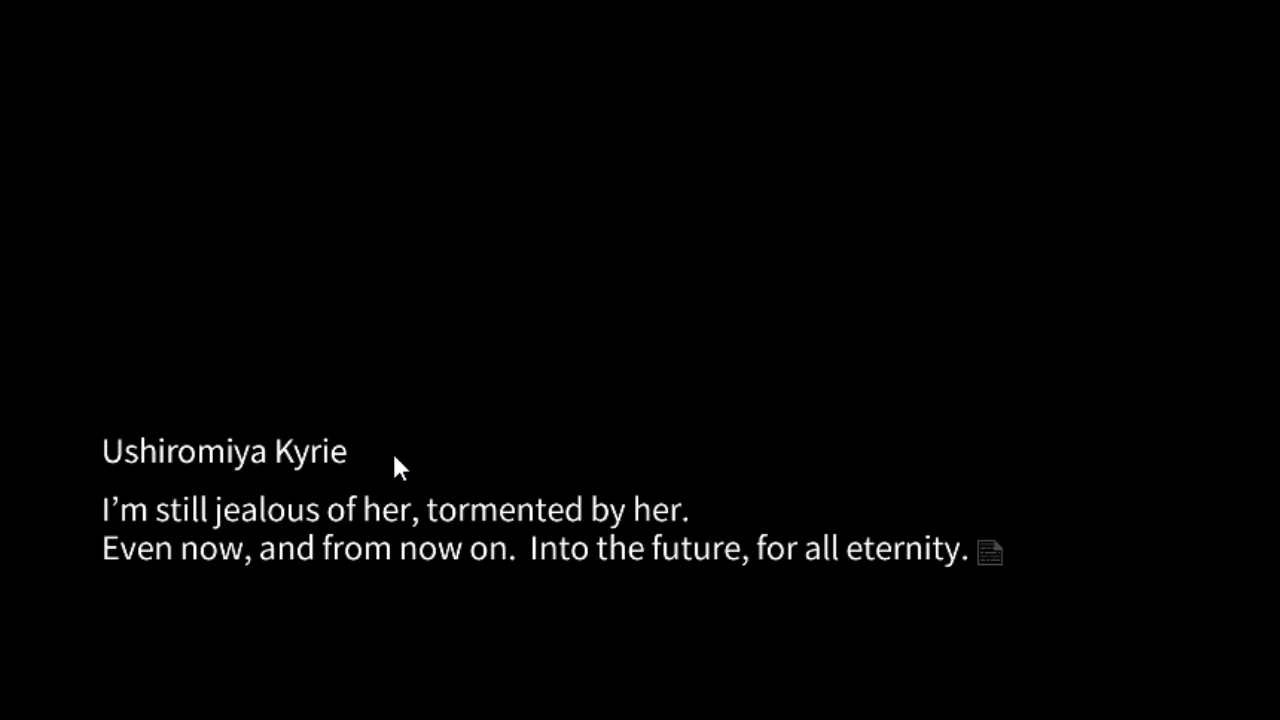 Ushiromiya Kyrie
I’m still jealous of her, tormented by her.
Even now, and from now on.  Into the future, for all eternity.